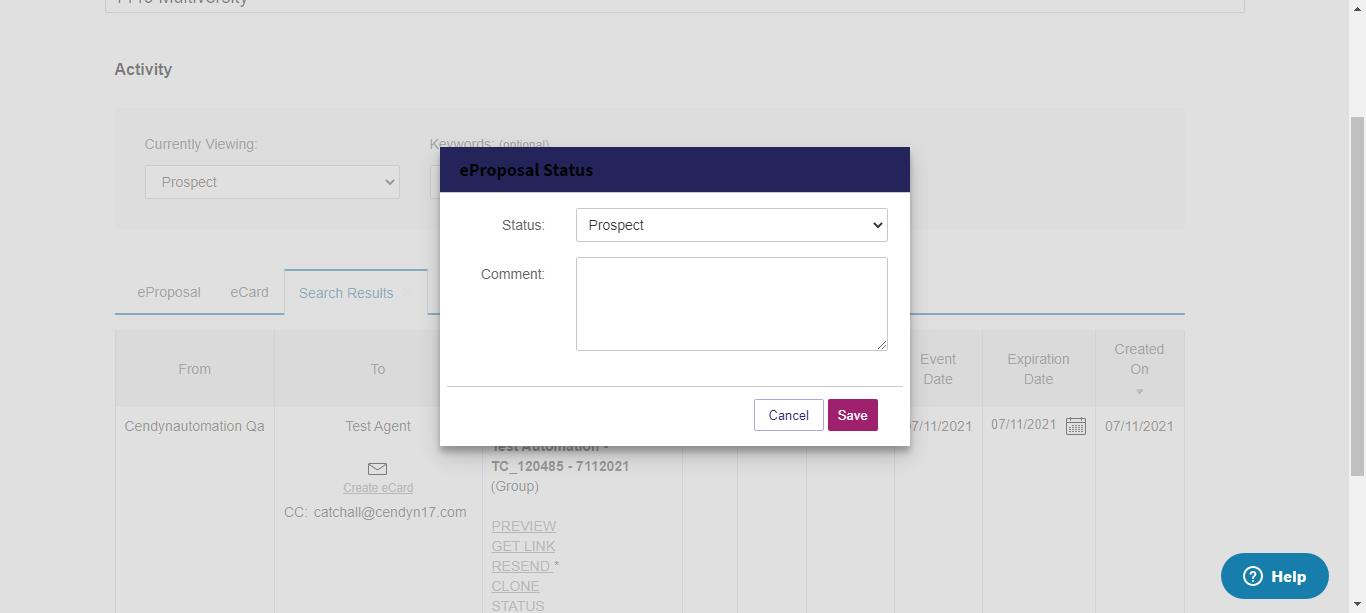 Activity
Currently Viewing:
Keywords: (optional)
Prospect
eProposal Status
Status:
Prospect
Comment:
Cancel
Save
eProposal
eCard
Search Results
From
To
Event
Date
Expiration
Date
Created
On
Cendynautomation Qa
Test Agent
Create eCard
CC: catchall@cendyn17.com
Test Automation -
TC_120485 - 7112021
(Group)
PREVIEW
GET LINK
RESEND *
CLONE
STATUS
7/11/2021
07/11/2021
07/11/2021
Help